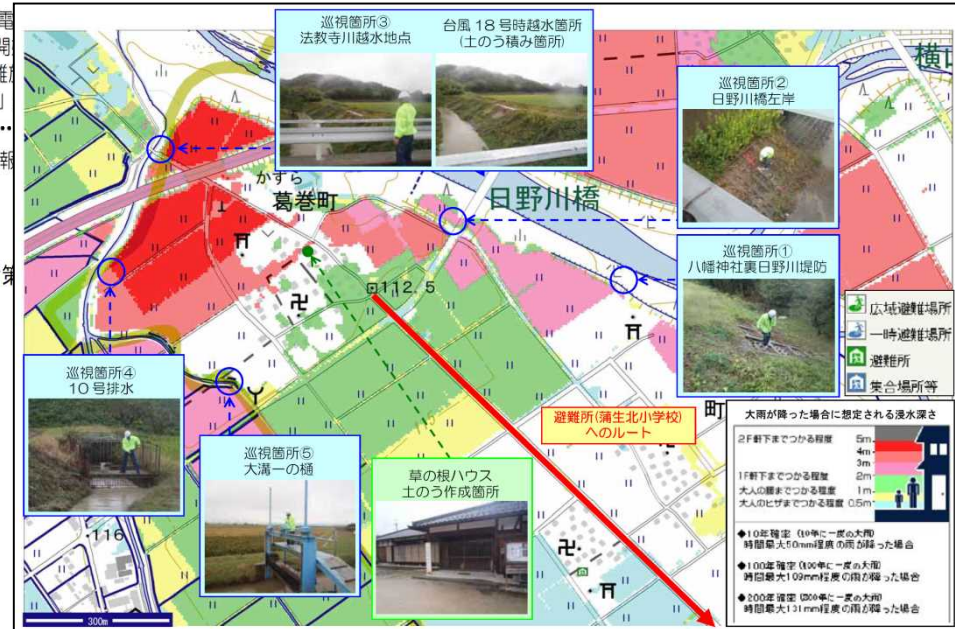 電
開
難
」
…
報
策
巡視箇所③
法教寺川越水地点
台風18号時越水箇所
(土のう積み箇所)
巡視箇所②
日野川橋左岸
横山
かずら
葛巻町
日野川橋
112.5
巡視箇所①
八幡神社裏日野川堤防
広域避難場所
一時避難場所
避難所
集合場所等
巡視箇所④
10号排水
巡視箇所⑤
大溝一の樋
草の根ハウス
土のう作成箇所
避難所(蒲生北小学校)
へのルート
町
116
300m
大雨が降った場合に想定される浸水深さ
2F軒下までつかる程度 5m
4m
3m
1F軒下までつかる程度 2m
大人の腰までつかる程度 1m
大人のヒザまでつかる程度 0.5m
◆10年確率(10年に一度の大雨)
時間最大50mm程度の雨が降った場合
◆100年確率(100年に一度の大雨)
時間最大109mm程度の雨が降った場合
◆200年確率(200年に一度の大雨)
時間最大131mm程度の雨が降った場合